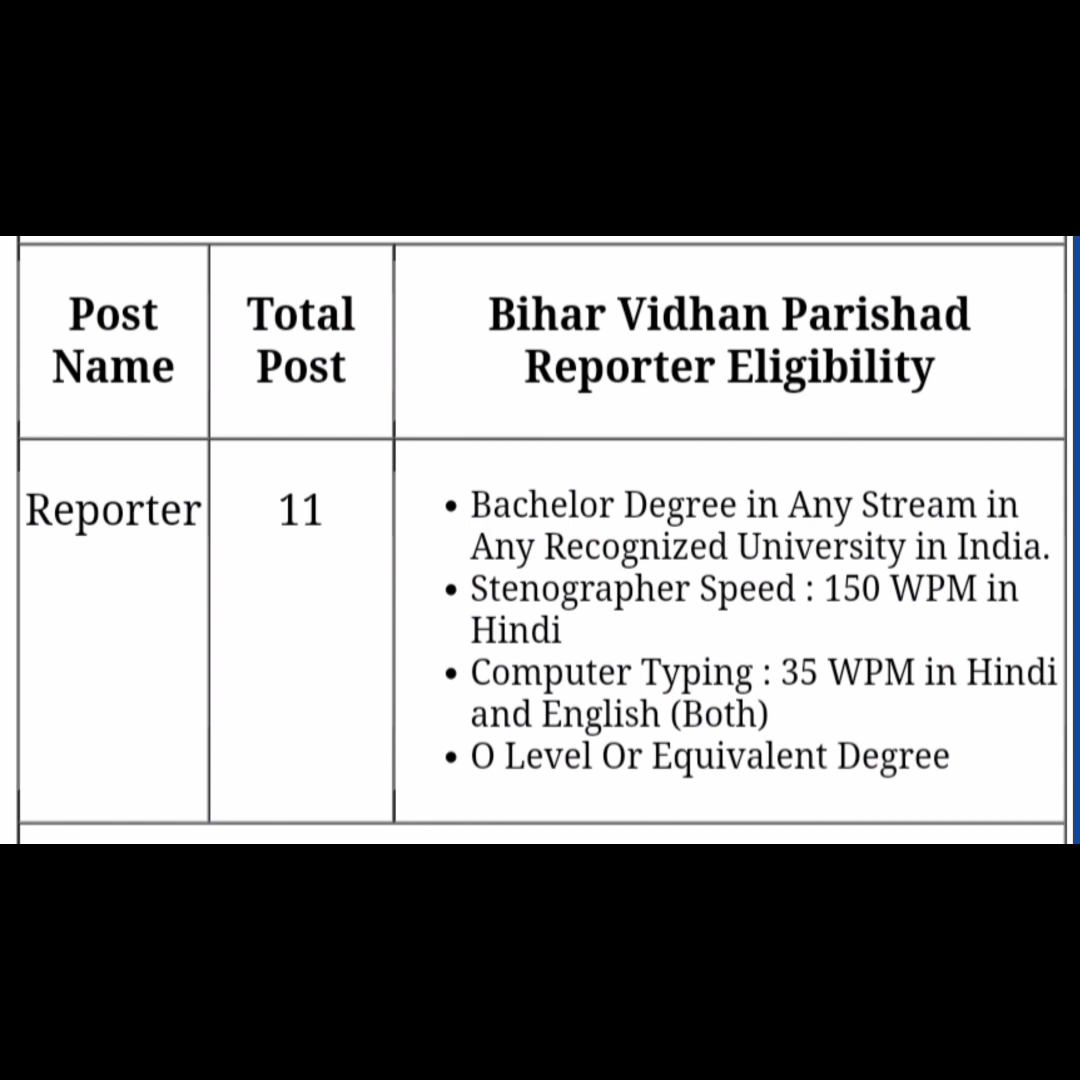 Post
Name
Total
Post
Bihar Vidhan Parishad
Reporter Eligibility
Reporter
11
• Bachelor Degree in Any Stream in
Any Recognized University in India.
• Stenographer Speed : 150 WPM in
Hindi
• Computer Typing : 35 WPM in Hindi
and English (Both)
• O Level Or Equivalent Degree